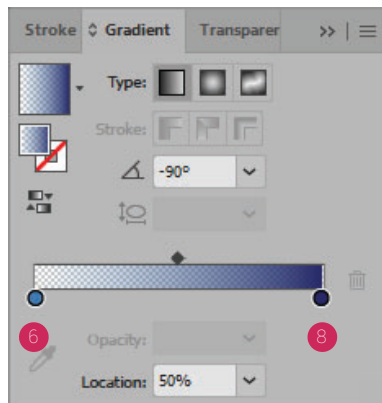 Stroke Gradient Transparer
Type:
Stroke:
-90°
6 8
Opacity:
Location: 50%